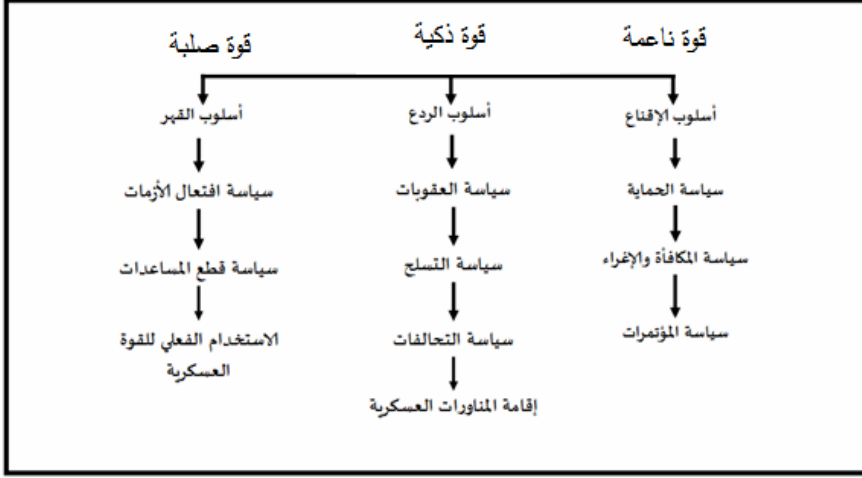 قوة ناعمة
قوة ذكية
قوة صلبة
أسلوب الإقناع
أسلوب الردع
أسلوب القهر
سياسة الحماية
سياسة العقوبات
سياسة افتعال الأزمات
سياسة المكافأة والإغراء
سياسة التسلح
سياسة قطع المساعدات
سياسة المؤتمرات
سياسة التحالفات
الاستخدام الفعلي للقوة
العسكرية
إقامة المناورات العسكرية